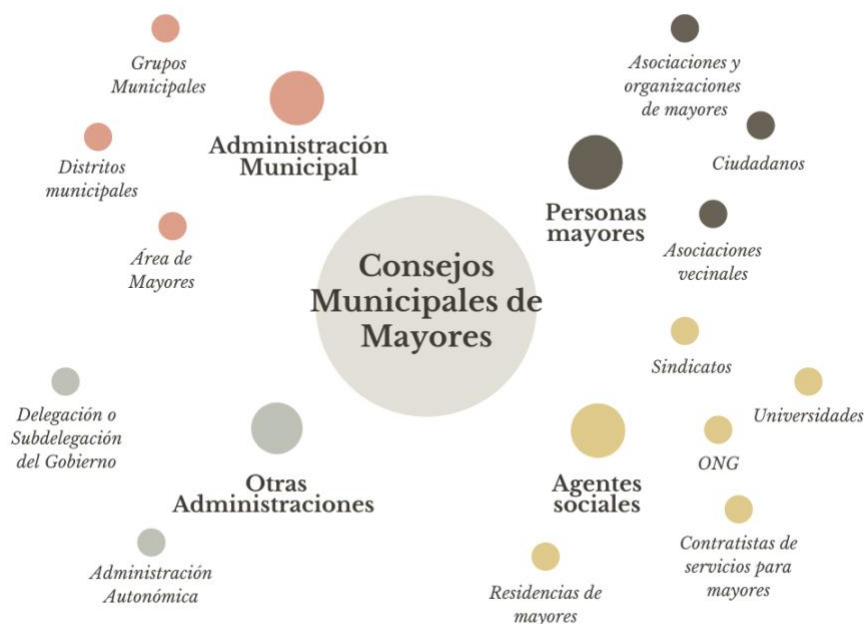 Grupos
Municipales
Administración
Municipal
Distritos
municipales
Área de
Mayores
Asociaciones y
organizaciones
de mayores
Ciudadanos
Personas
mayores
Asociaciones
vecinales
Consejos
Municipales de
Mayores
Delegación o
Subdelegación
del Gobierno
Otras
Administraciones
Administración
Autonómica
Sindicatos
Universidades
Agentes
sociales
ONG
Contratistas de
servicios para
mayores
Residencias de
mayores